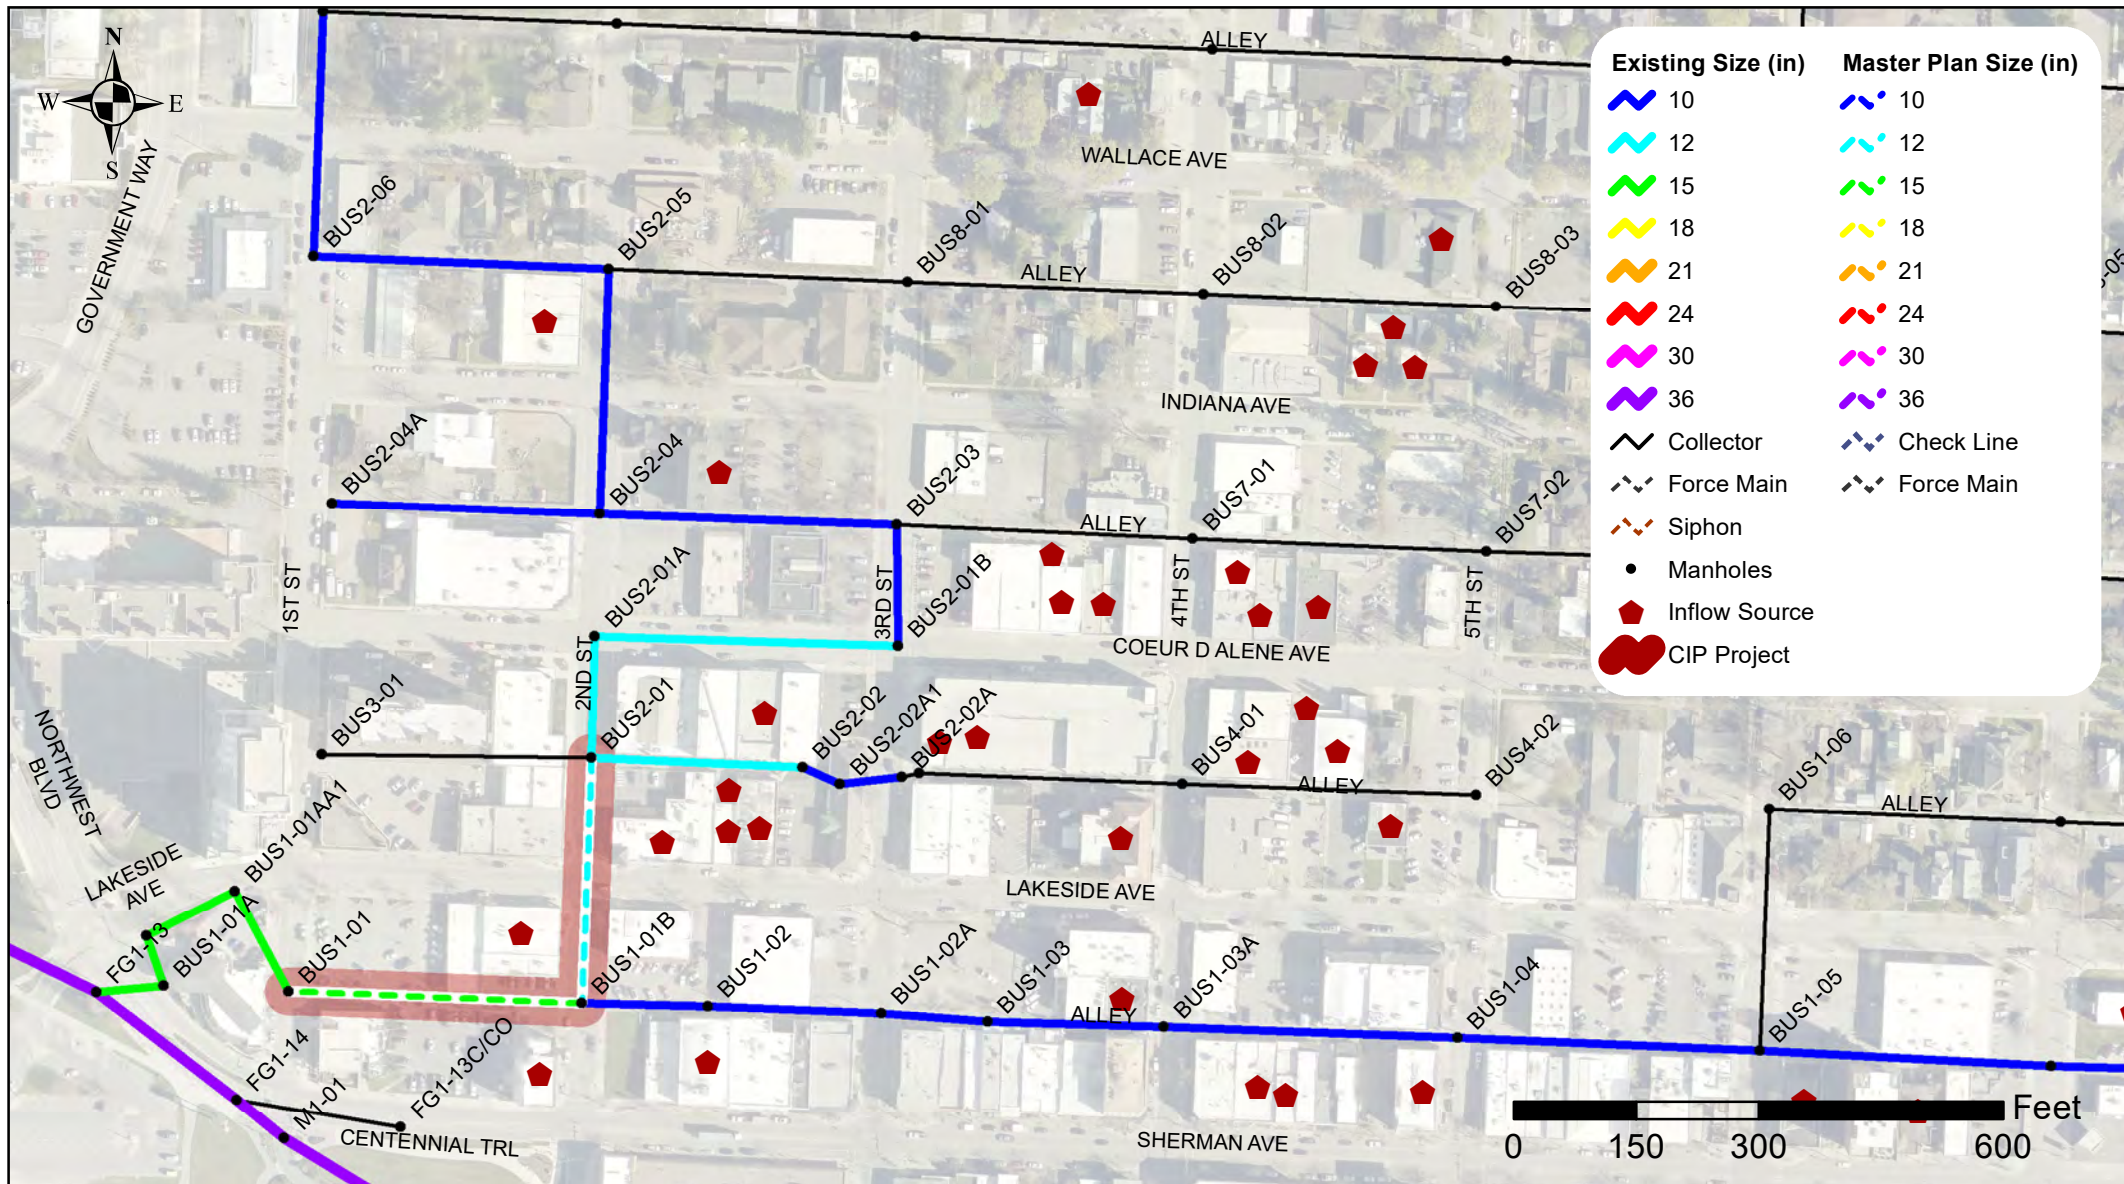 N
W E
S
ALLEY
WALLACE AVE
GOVERNMENT WAY
BUS2-06
BUS2-05
BUS8-01
BUS8-02
BUS8-03
ALLEY
INDIANA AVE
BUS2-04A
BUS2-04
BUS2-03
BUS7-01
BUS7-02
ALLEY
1ST ST
2ND ST
3RD ST
4TH ST
5TH ST
BUS2-01A
BUS2-01B
COEUR D ALENE AVE
BUS3-01
BUS2-01
BUS2-02
BUS2-02A1
BUS2-02A
BUS4-01
BUS4-02
BUS1-06
ALLEY
ALLEY
NORTHWEST
BLVD
LAKESIDE
AVE
BUS1-01AA1
LAKESIDE AVE
FG1-13
BUS1-01A
BUS1-01
BUS1-01B
BUS1-02
BUS1-02A
BUS1-03
BUS1-03A
BUS1-04
BUS1-05
ALLEY
FG1-14
M1-01
FG1-13C/CO
CENTENNIAL TRL
SHERMAN AVE
Existing Size (in) Master Plan Size (in)
10 10
12 12
15 15
18 18
21 21
24 24
30 30
36 36
Collector Check Line
Force Main Force Main
Siphon
Manholes
Inflow Source
CIP Project
Feet
0 150 300 600